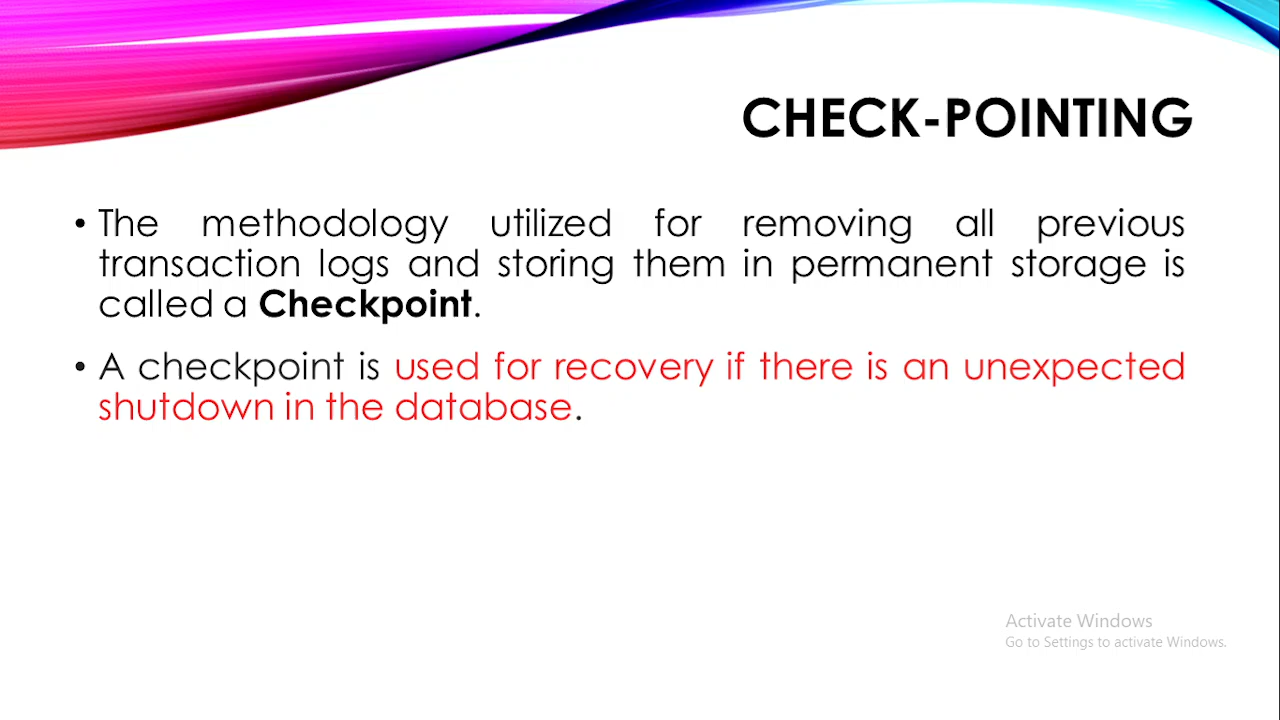 CHECK-POINTING
• The methodology utilized for removing all previous
transaction logs and storing them in permanent storage is
called a Checkpoint.
• A checkpoint is used for recovery if there is an unexpected
shutdown in the database.
Activate Windows
Go to Settings to activate Windows.